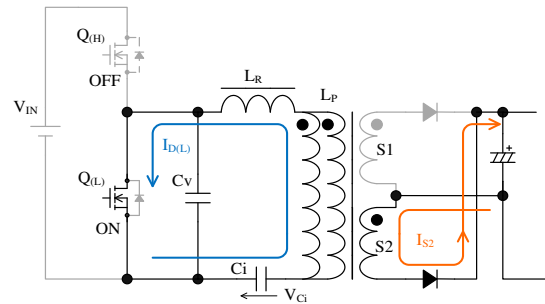 Q(H)
OFF
VIN
LR
LP
ID(L)
S1
+
Q(L)
CV
ON
S2
IS2
Ci
VCi